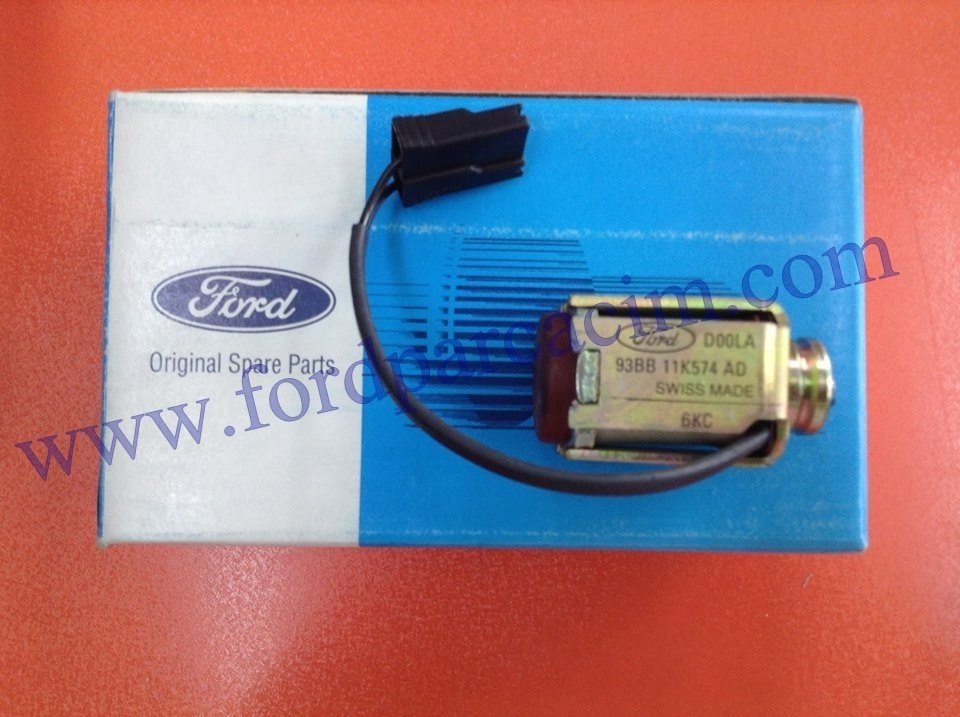 Ford
Original Spare Parts
Ford D00LA
93BB 11K574 AD
SWISS MADE
6KC
www.fordparcacim.com